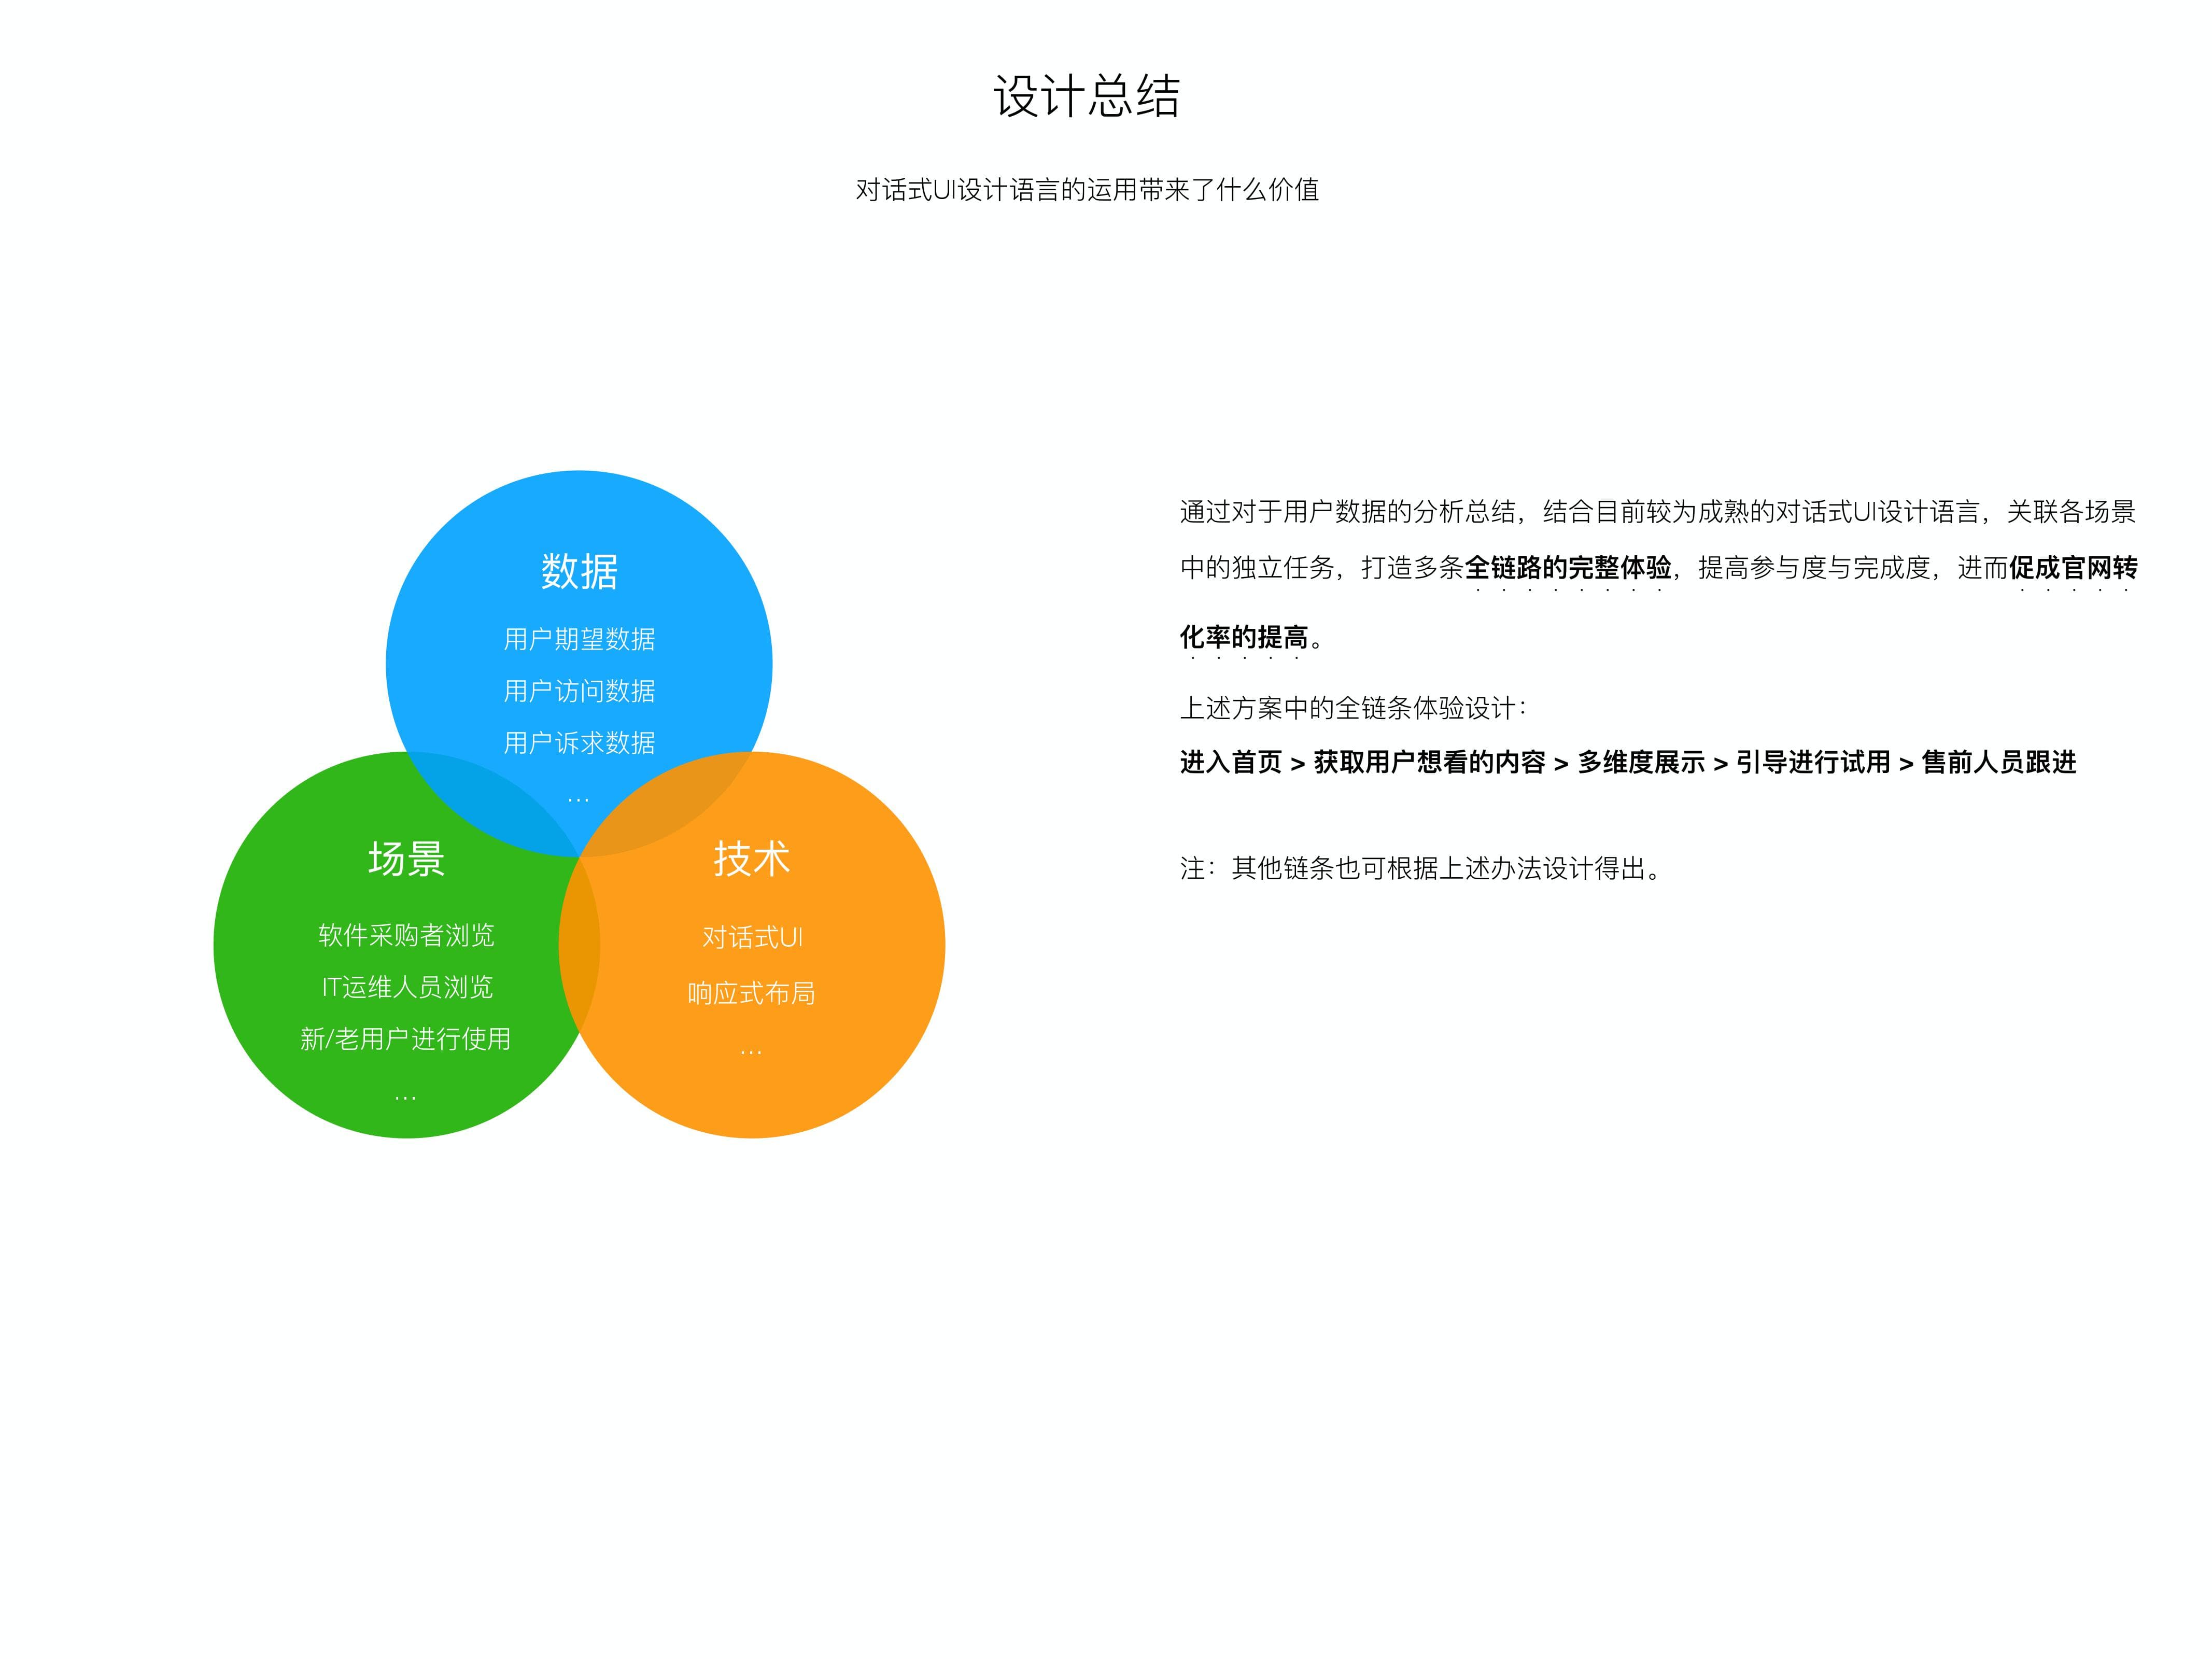 设计总结
对话式UI设计语言的运用带来了什么价值
数据
用户期望数据
用户访问数据
用户诉求数据
...
场景
软件采购者浏览
IT运维人员浏览
新/老用户进行使用
...
技术
对话式UI
响应式布局
...
通过对于用户数据的分析总结，结合目前较为成熟的对话式UI设计语言，关联各场景
中的独立任务，打造多条全链路的完整体验，提高参与度与完成度，进而促成官网转
化率的提高。
上述方案中的全链条体验设计：
进入首页 > 获取用户想看的内容 > 多维度展示 > 引导进行试用 > 售前人员跟进
注：其他链条也可根据上述办法设计得出。